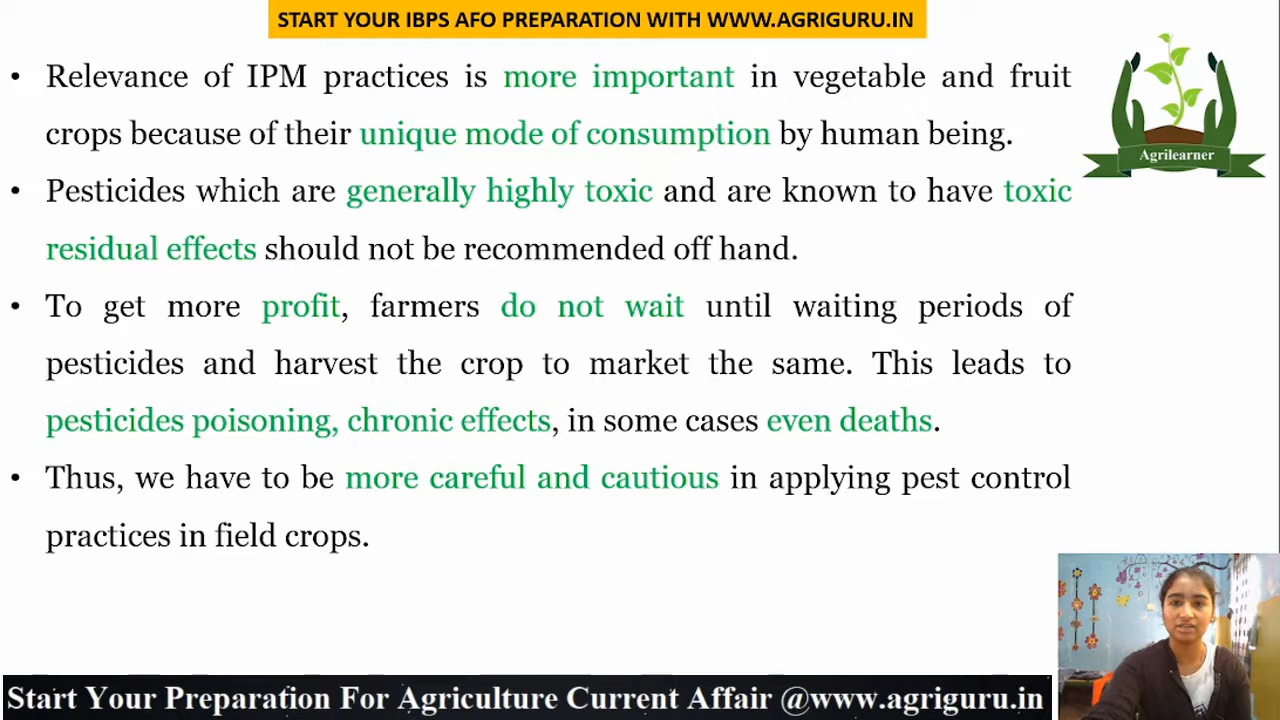 START YOUR IBPS AFO PREPARATION WITH WWW.AGRIGURU.IN
• Relevance of IPM practices is more important in vegetable and fruit
crops because of their unique mode of consumption by human being.
Agrilearner
• Pesticides which are generally highly toxic and are known to have toxic
residual effects should not be recommended off hand.
• To get more profit, farmers do not wait until waiting periods of
pesticides and harvest the crop to market the same. This leads to
pesticides poisoning, chronic effects, in some cases even deaths.
• Thus, we have to be more careful and cautious in applying pest control
practices in field crops.
Start Your Preparation For Agriculture Current Affair @www.agriguru.in